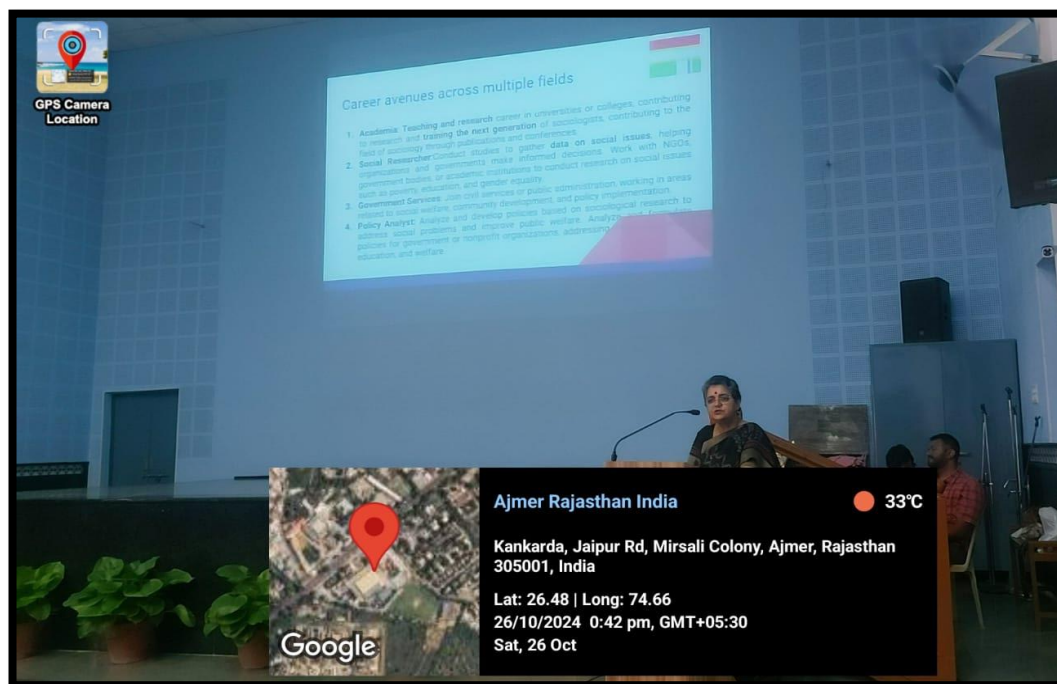 GPS Camera
Location
Career avenues across multiple fields
1. Academia: Teaching and research career in universities or colleges, contributing
to research and training the next generation of sociologists, contributing to the
field of sociology through publications and conferences.
2. Social Researcher: Conduct studies to gather data on social issues, helping
organizations and governments make informed decisions. Work with NGOs,
government bodies, or academic institutions to conduct research on social issues
such as poverty, education, and gender equality.
3. Government Services: Join civil services or public administration, working in areas
related to social welfare, community development, and policy implementation.
4. Policy Analyst: Analyze and develop policies based on sociological research to
address social problems and improve public welfare. Analyze and
policies for government or nonprofit organizations, addressing
education, and welfare.
Google
Ajmer Rajasthan India
33°C
Kankarda, Jaipur Rd, Mirsali Colony, Ajmer, Rajasthan
305001, India
Lat: 26.48 | Long: 74.66
26/10/2024 0:42 pm, GMT+05:30
Sat, 26 Oct